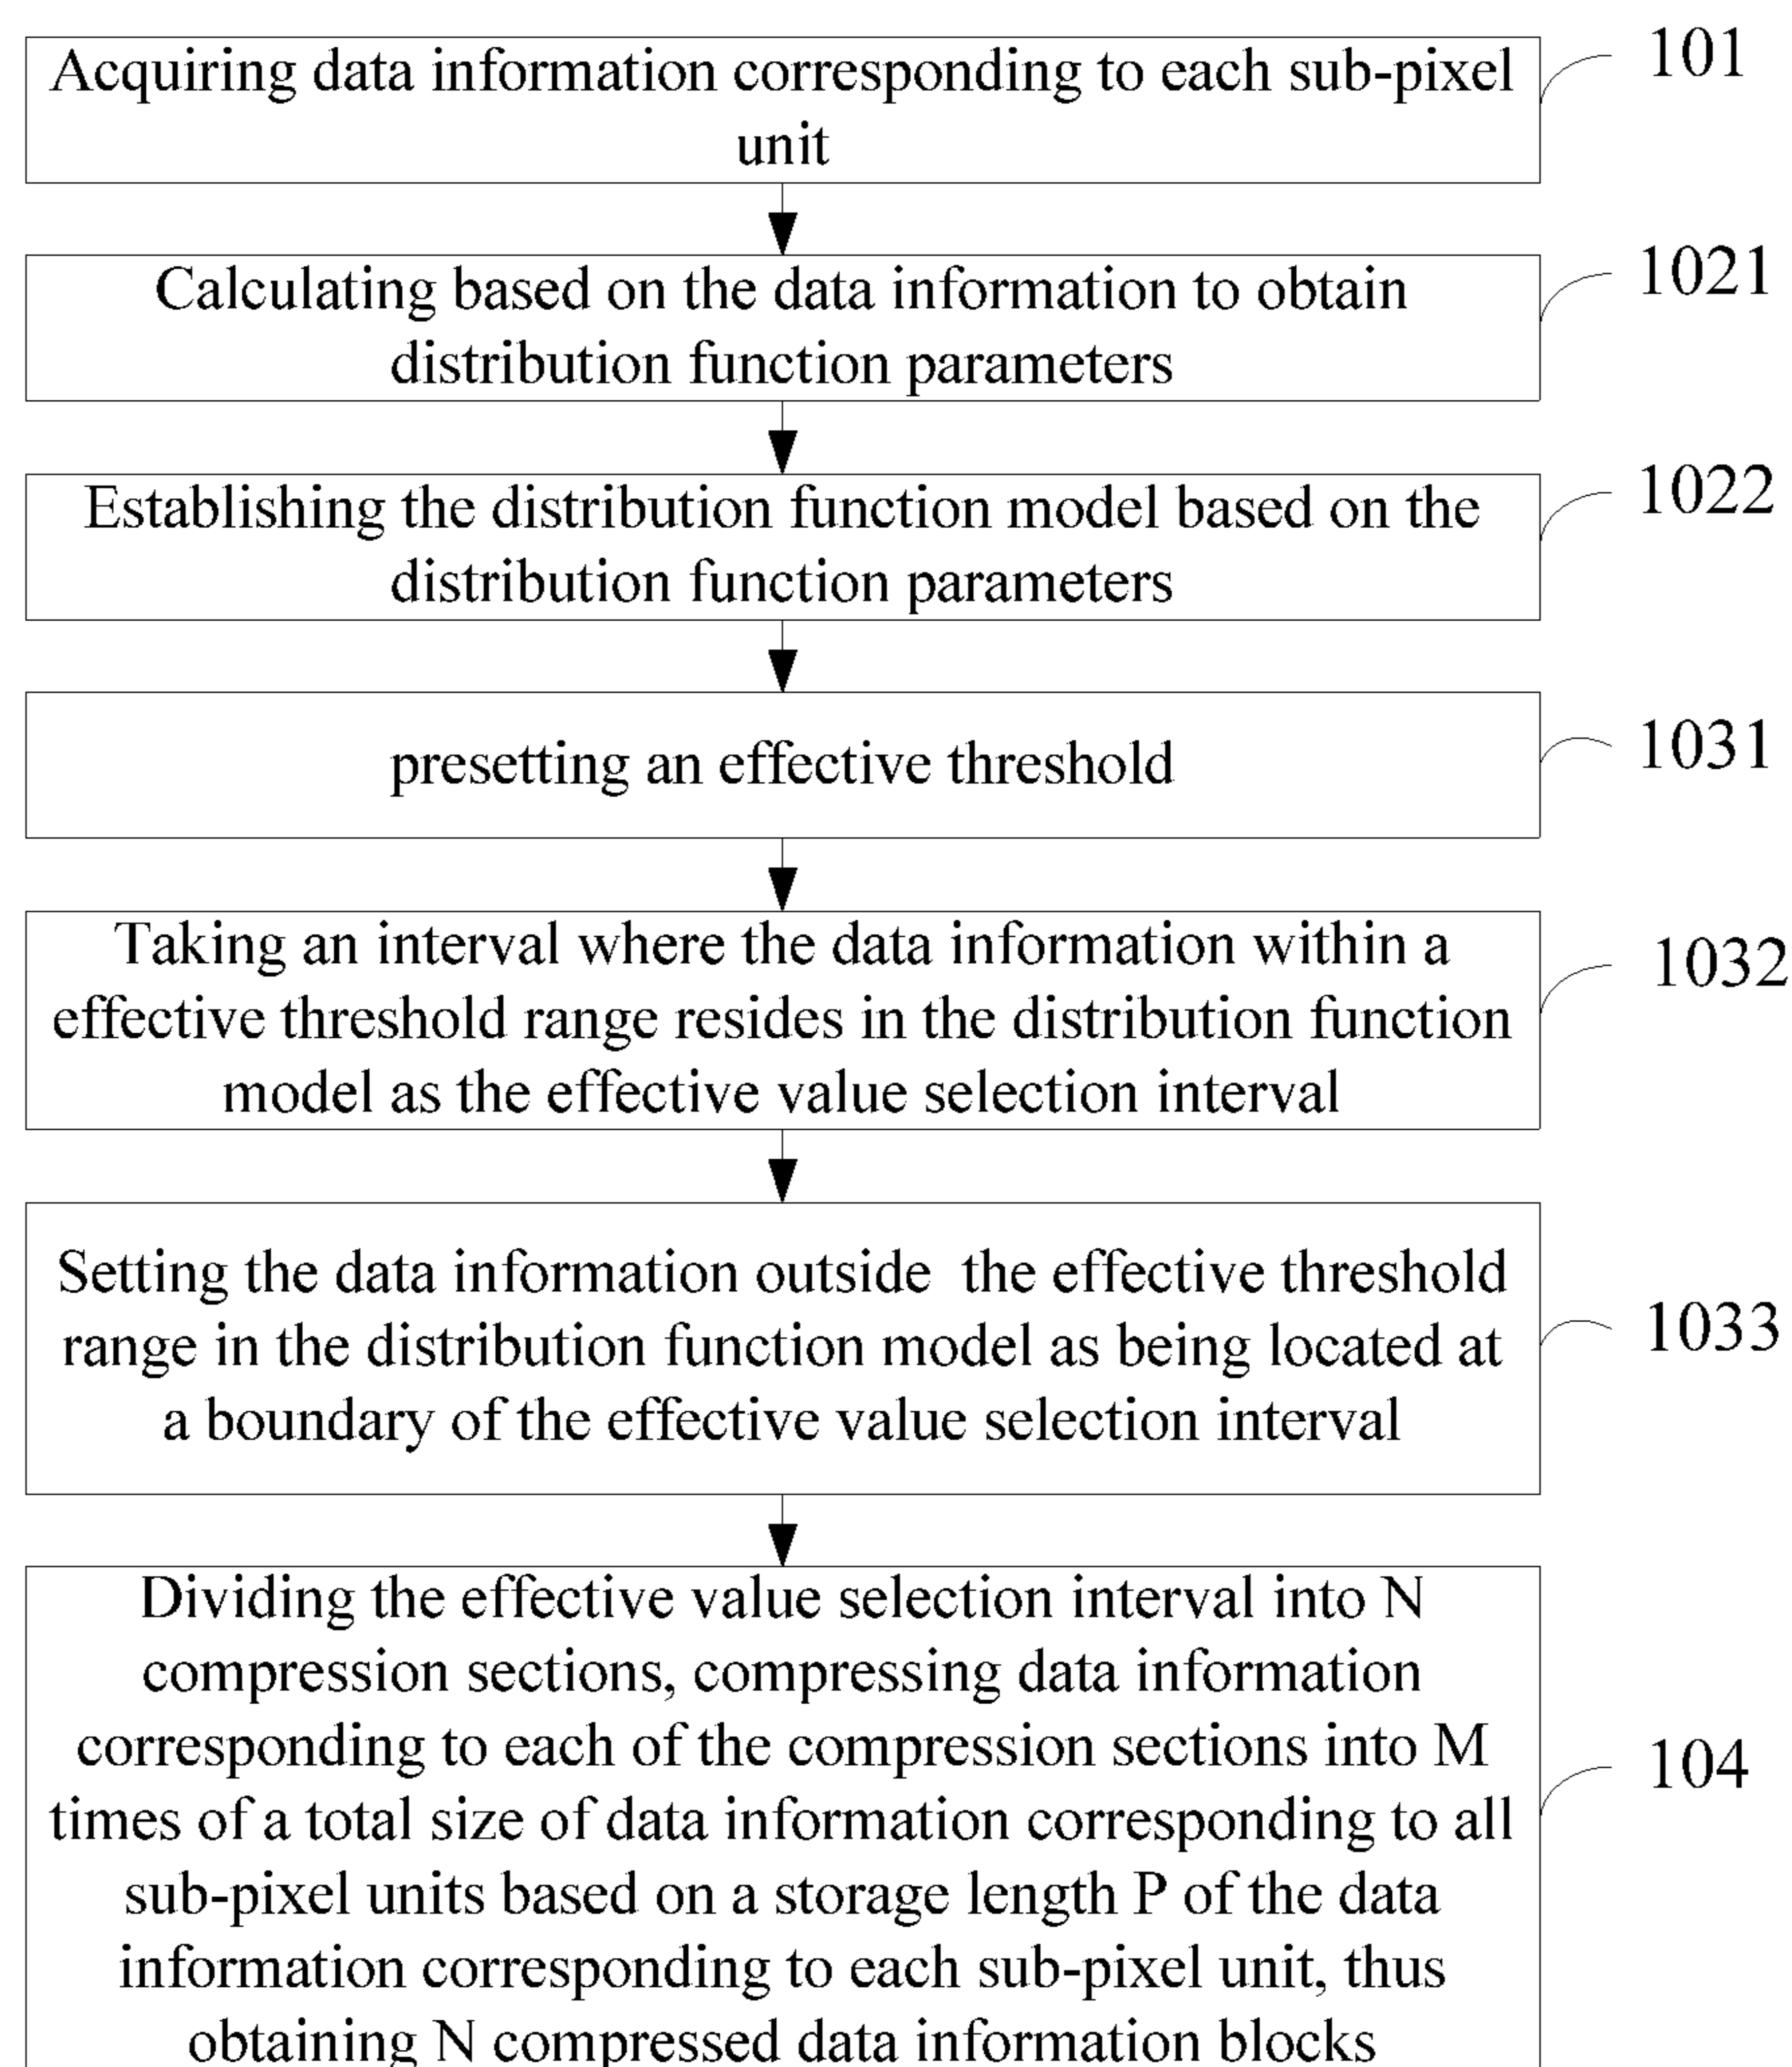 Acquiring data information corresponding to each sub-pixel
unit
101
Calculating based on the data information to obtain
distribution function parameters
1021
Establishing the distribution function model based on the
distribution function parameters
1022
presetting an effective threshold
1031
Taking an interval where the data information within a
effective threshold range resides in the distribution function
model as the effective value selection interval
1032
Setting the data information outside the effective threshold
range in the distribution function model as being located at
a boundary of the effective value selection interval
1033
Dividing the effective value selection interval into N
compression sections, compressing data information
corresponding to each of the compression sections into M
times of a total size of data information corresponding to all
sub-pixel units based on a storage length P of the data
information corresponding to each sub-pixel unit, thus
obtaining N compressed data information blocks
104